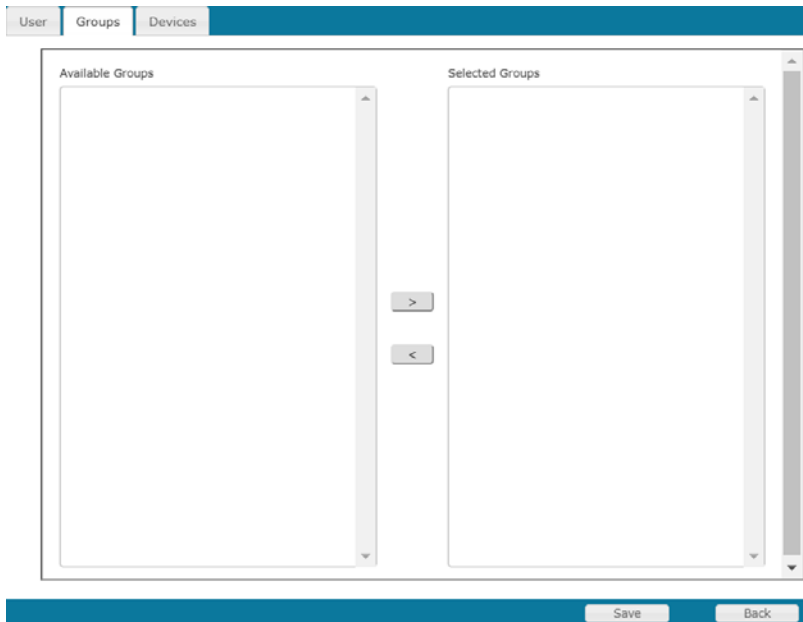 User Groups Devices
Available Groups Selected Groups
>
<
Save Back